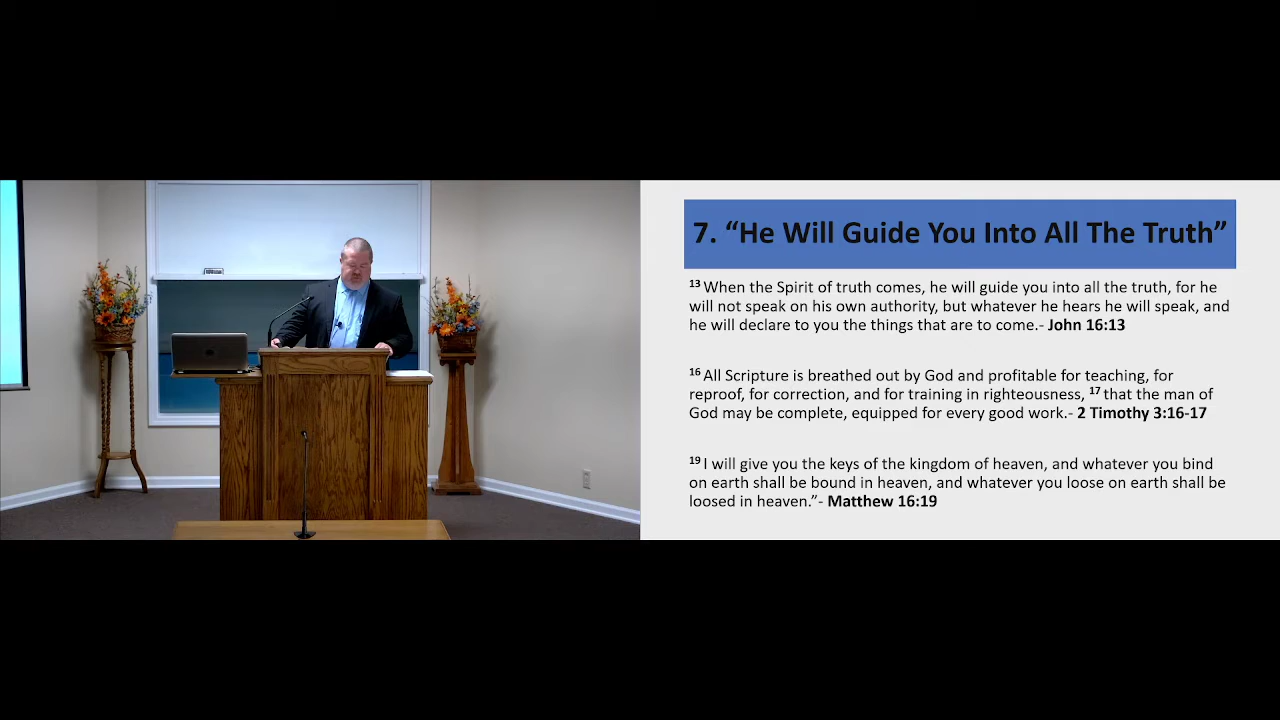 7. “He Will Guide You Into All The Truth”
13 When the Spirit of truth comes, he will guide you into all the truth, for he
will not speak on his own authority, but whatever he hears he will speak, and
he will declare to you the things that are to come.- John 16:13
16 All Scripture is breathed out by God and profitable for teaching, for
reproof, for correction, and for training in righteousness, 17 that the man of
God may be complete, equipped for every good work.- 2 Timothy 3:16-17
19 I will give you the keys of the kingdom of heaven, and whatever you bind
on earth shall be bound in heaven, and whatever you loose on earth shall be
loosed in heaven.”- Matthew 16:19